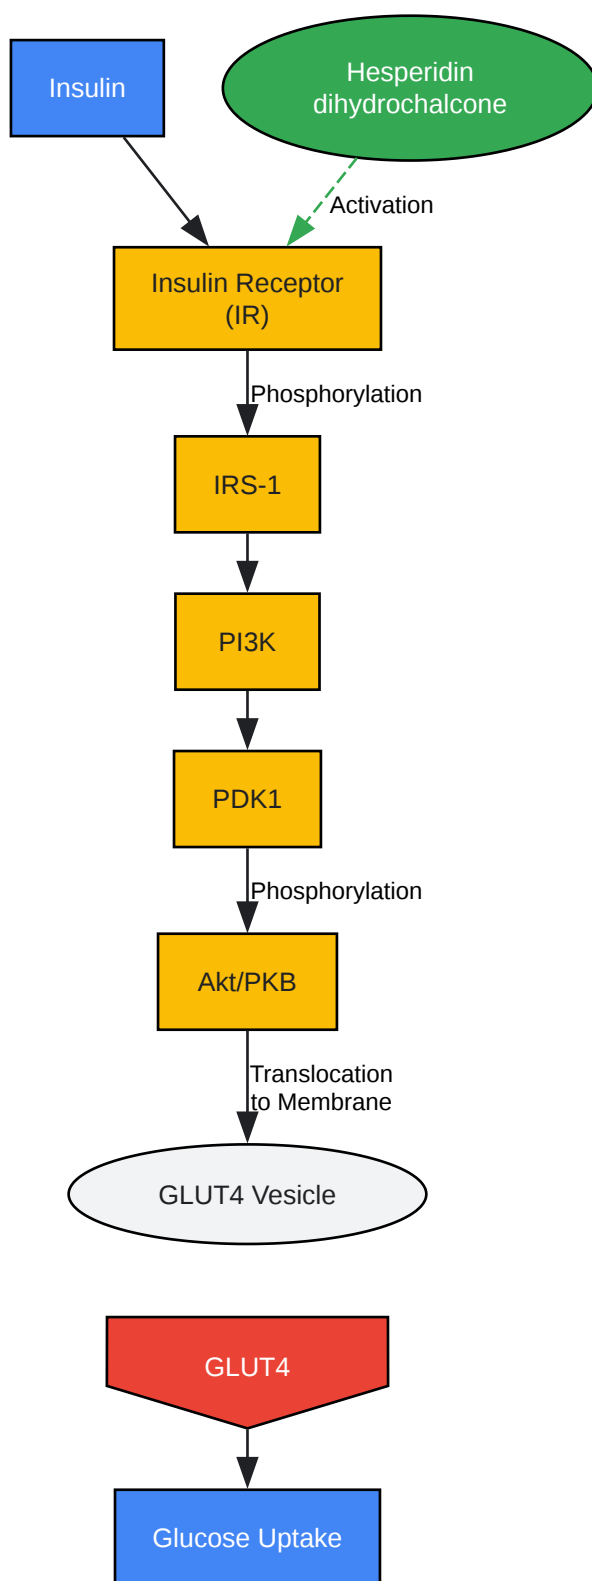 Insulin
Hesperidin
dihydrochalcone
Activation
Insulin Receptor
(IR)
Phosphorylation
IRS-1
PI3K
PDK1
Phosphorylation
Akt/PKB
Translocation
to Membrane
GLUT4 Vesicle
GLUT4
Glucose Uptake